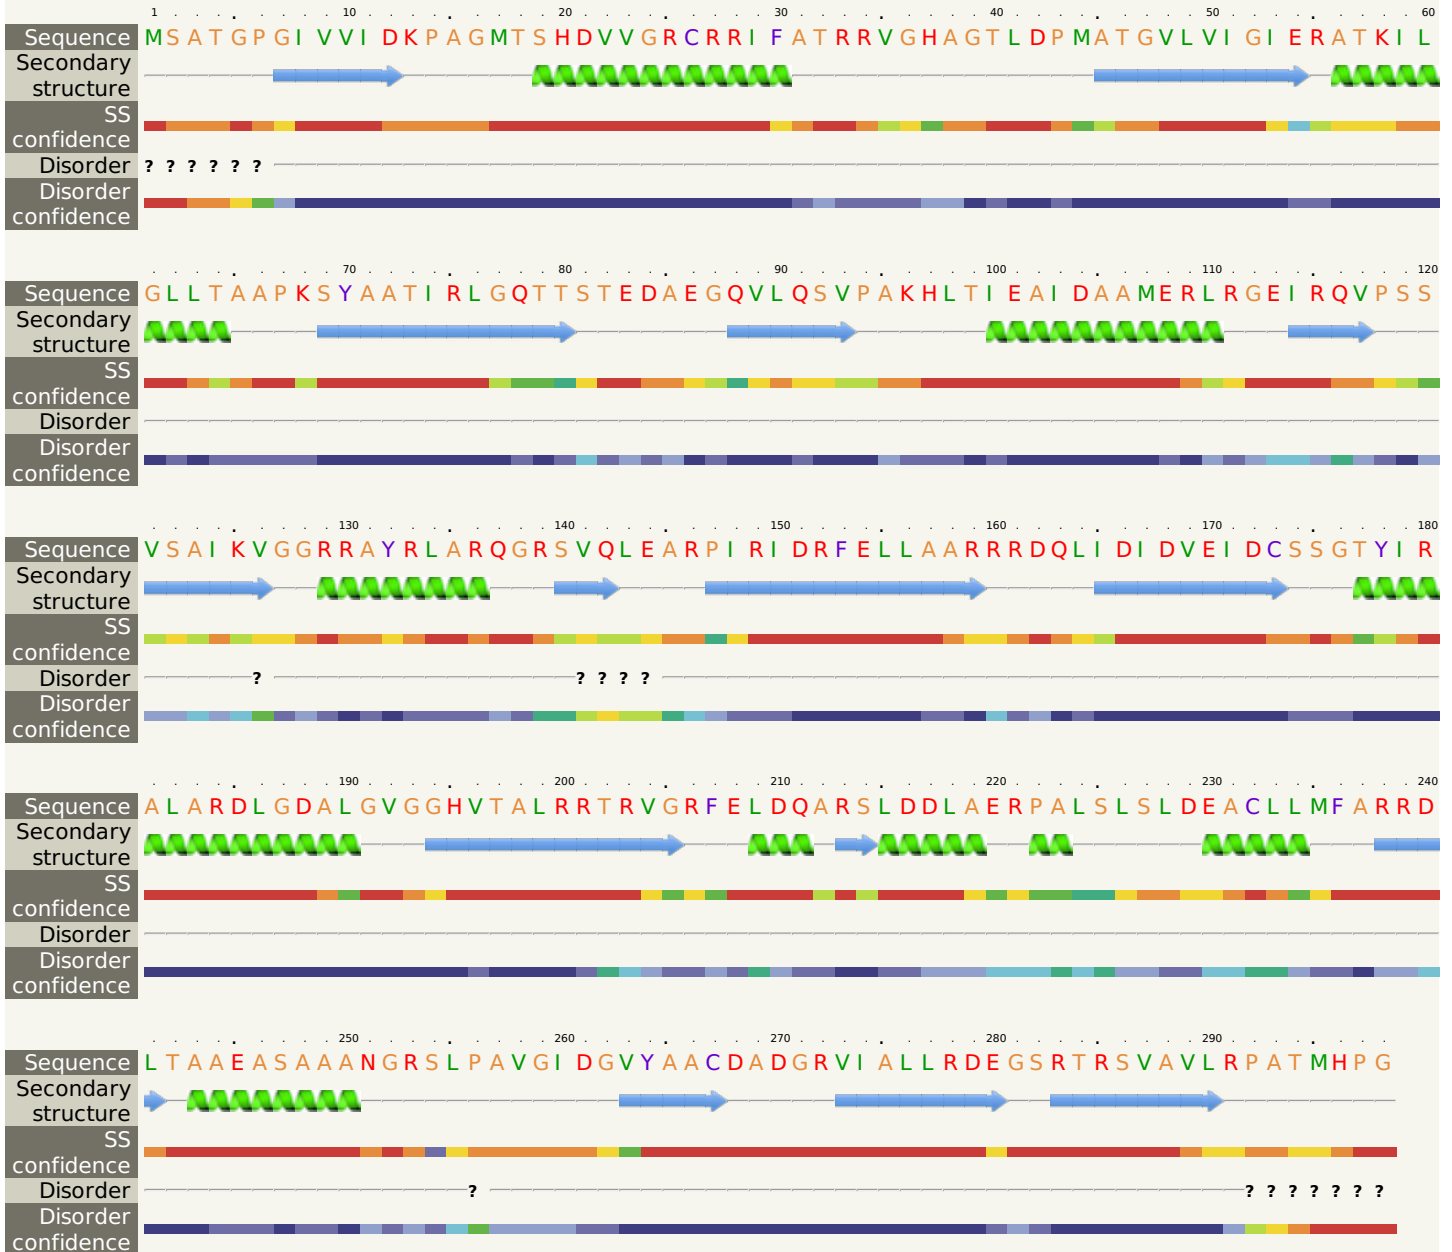 1 10 20 30 40 50 60
Sequence MSATGPGIVVIDKPAGMTSHDVVGRCRRIFATRRVGHAGTLDPMATGVLVIGIERATKIL
Secondary
structure
SS
confidence
Disorder ? ? ? ? ? ?
Disorder
confidence
70 80 90 100 110 120
Sequence GLLTAAPKSYAATIRLGQTTSTEDAEGQVLQSVPAKHLTIEAIDAAMERLRGEIRQVPSS
Secondary
structure
SS
confidence
Disorder
Disorder
confidence
130 140 150 160 170 180
Sequence VSAIKVGGRRAYRLARQGRSVQLEARPIRIDRFELLAARRRDQLIDIDVEIDCSSGTYIR
Secondary
structure
SS
confidence
Disorder ? ? ? ? ?
Disorder
confidence
190 200 210 220 230 240
Sequence ALARDLGDALGVGGHVTALRRTRVGRFELDQARSLDDLAERPALSLSLDEACLLMFARRD
Secondary
structure
SS
confidence
Disorder
Disorder
confidence
250 260 270 280 290
Sequence LTAAEASAAANGRSLPAVGIDGVYAACDADGRVIALLRDEGSRTRSVAVLRPATMHPG
Secondary
structure
SS
confidence
Disorder ? ? ? ? ? ? ? ?
Disorder
confidence